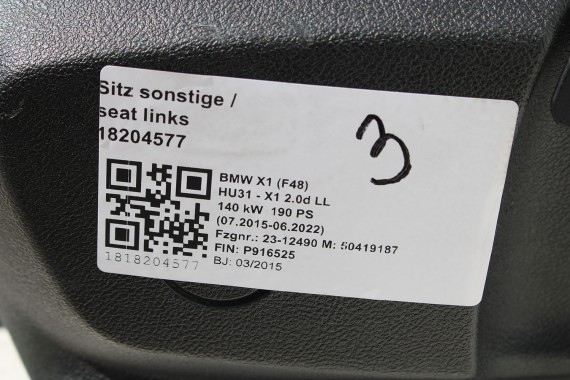 Sitz sonstige /
seat links
18204577
3
BMW X1 (F48)
HU31 - X1 2.0d LL
140 kW 190 PS
(07.2015-06.2022)
Fzgnr.: 23-12490 M: 50419187
FIN: P916525
BJ: 03/2015
1818204577